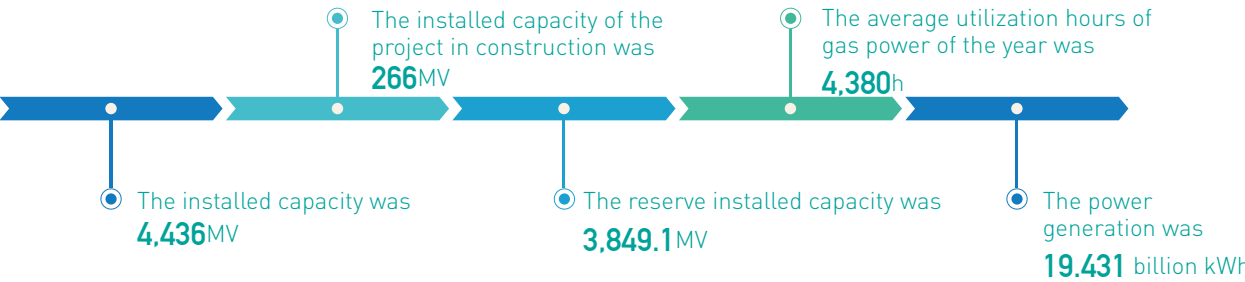 The installed capacity of the
project in construction was
266MV
The average utilization hours of
gas power of the year was
4,380h
The installed capacity was
4,436MV
The reserve installed capacity was
3,849.1MV
The power
generation was
19.431 billion kWh